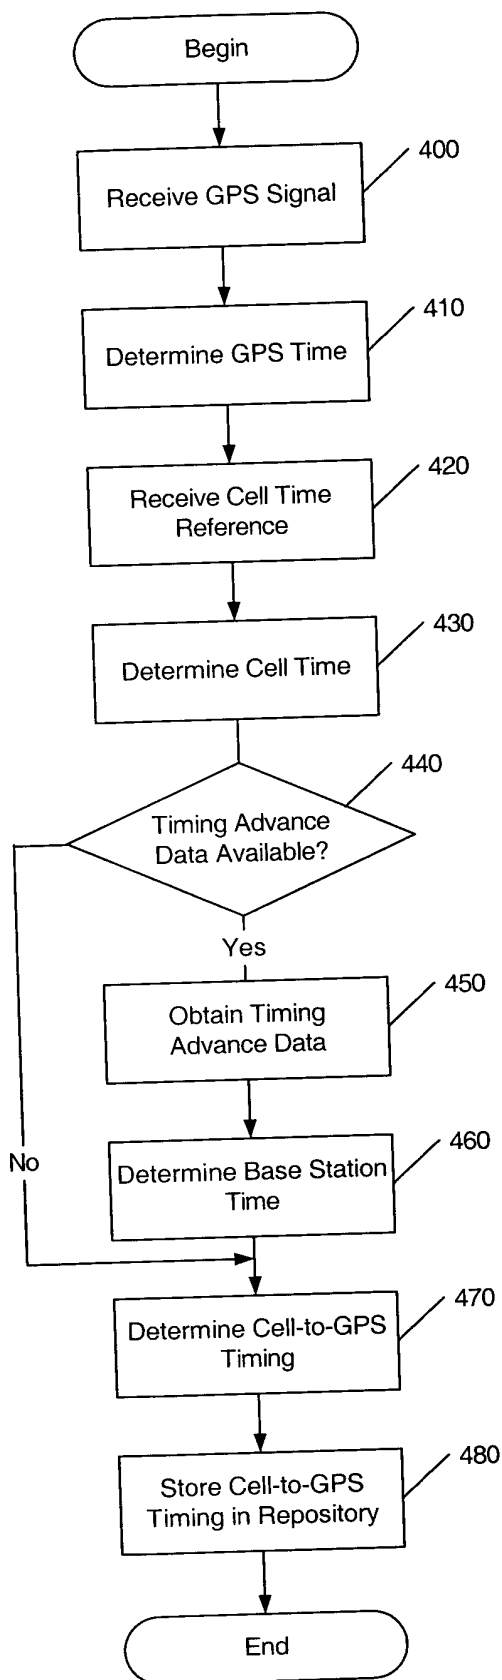 Begin
400
Receive GPS Signal
410
Determine GPS Time
420
Receive Cell Time
Reference
430
Determine Cell Time
440
Timing Advance
Data Available?
Yes
450
Obtain Timing
Advance Data
460
No
Determine Base Station
Time
470
Determine Cell-to-GPS
Timing
480
Store Cell-to-GPS
Timing in Repository
End